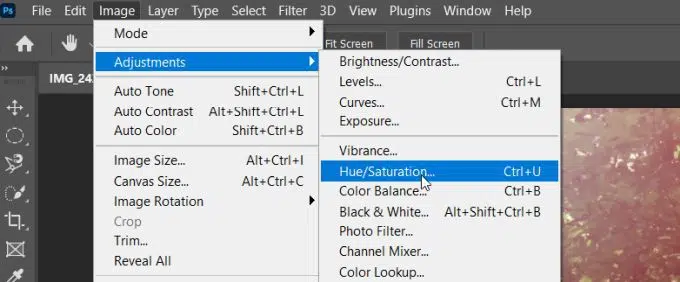 Ps File Edit Image Layer Type Select Filter 3D View Plugins Window Help
Mode
Fit Screen Fill Screen
Adjustments
IMG_24
Auto Tone Shift+Ctrl+L
Auto Contrast Alt+Shift+Ctrl+L
Auto Color Shift+Ctrl+B
Image Size... Alt+Ctrl+I
Canvas Size... Alt+Ctrl+C
Image Rotation
Crop
Trim...
Reveal All
Brightness/Contrast...
Levels... Ctrl+L
Curves... Ctrl+M
Exposure...
Vibrance...
Hue/Saturation... Ctrl+U
Color Balance... Ctrl+B
Black & White... Alt+Shift+Ctrl+B
Photo Filter...
Channel Mixer...
Color Lookup...